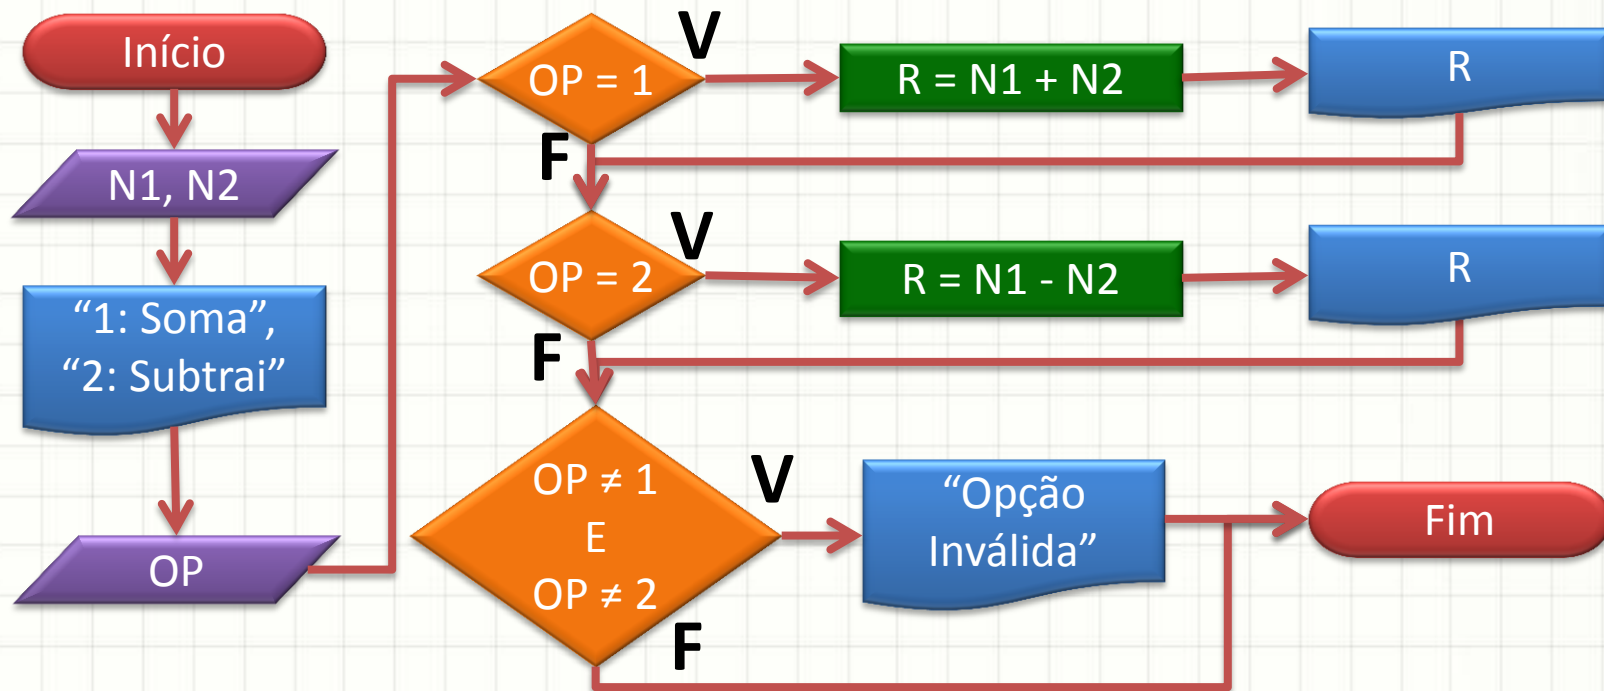 Início
N1, N2
“1: Soma”,
“2: Subtrai”
OP
OP = 1
V
R = N1 + N2
R
F
OP = 2
V
R = N1 - N2
R
F
OP ≠ 1
E
OP ≠ 2
V
“Opção
Inválida”
Fim
F